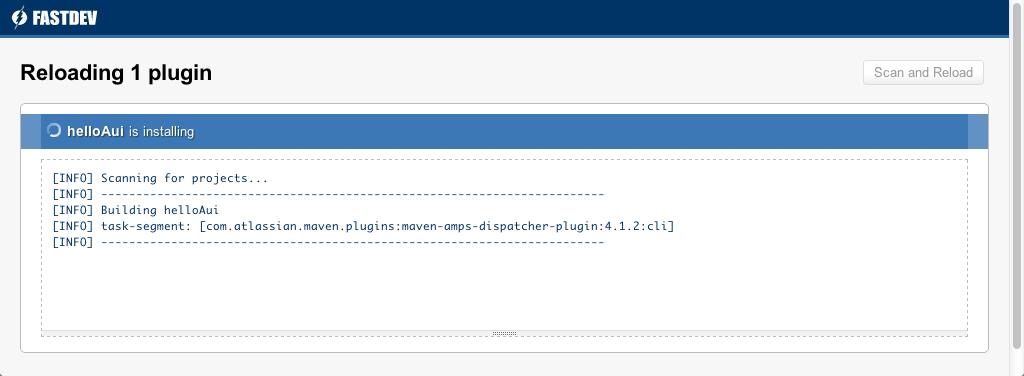 FASTDEV
Reloading 1 plugin
Scan and Reload
helloAui is installing
[INFO] Scanning for projects...
[INFO] ------------------------------------------------------------------------
[INFO] Building helloAui
[INFO] task-segment: [com.atlassian.maven.plugins:maven-amps-dispatcher-plugin:4.1.2:cli]
[INFO] ------------------------------------------------------------------------